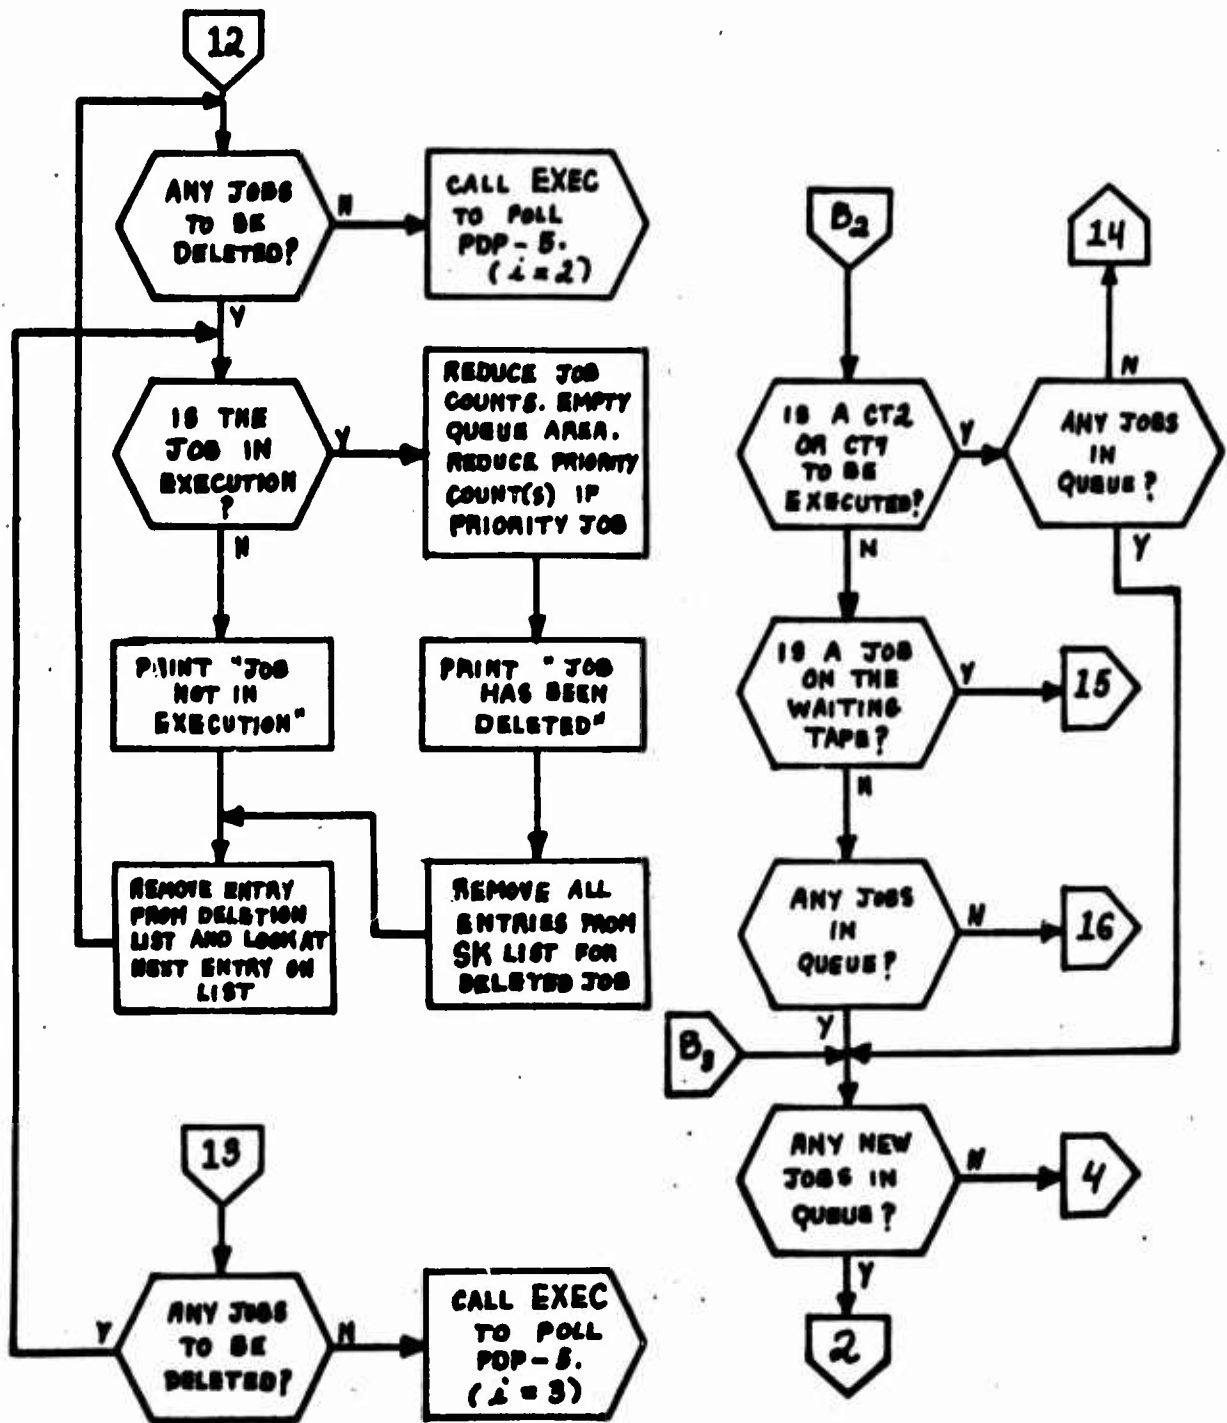 12
ANY JOBS
TO BE
DELETED?
N
CALL EXEC
TO POLL
PDP-5.
(i = 2)
Y
IS THE
JOB IN
EXECUTION
?
Y
REDUCE JOB
COUNTS. EMPTY
QUEUE AREA.
REDUCE PRIORITY
COUNT(S) IF
PRIORITY JOB
N
PRINT "JOB
NOT IN
EXECUTION"
PRINT "JOB
HAS BEEN
DELETED"
REMOVE ENTRY
FROM DELETION
LIST AND LOOK AT
NEXT ENTRY ON
LIST
REMOVE ALL
ENTRIES FROM
SK LIST FOR
DELETED JOB
13
ANY JOBS
TO BE
DELETED?
Y
N
CALL EXEC
TO POLL
PDP-5.
(i = 3)
B2
14
IS A CT2
OR CT9
TO BE
EXECUTED?
Y
N
ANY JOBS
IN
QUEUE?
N
Y
IS A JOB
ON THE
WAITING
TAPE?
Y
15
N
ANY JOBS
IN
QUEUE?
N
16
Y
B3
ANY NEW
JOBS IN
QUEUE?
N
4
Y
2